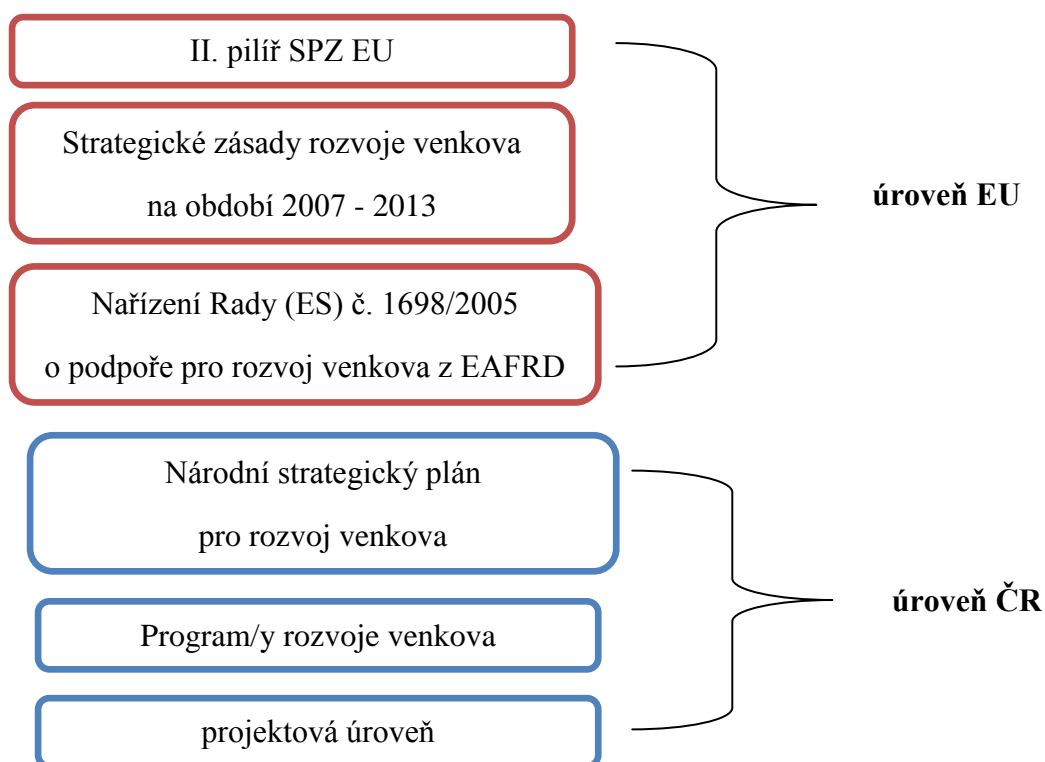 II. pilíř SPZ EU
Strategické zásady rozvoje venkova
na období 2007 - 2013
úroveň EU
Nařízení Rady (ES) č. 1698/2005
o podpoře pro rozvoj venkova z EAFRD
Národní strategický plán
pro rozvoj venkova
úroveň ČR
Program/y rozvoje venkova
projektová úroveň